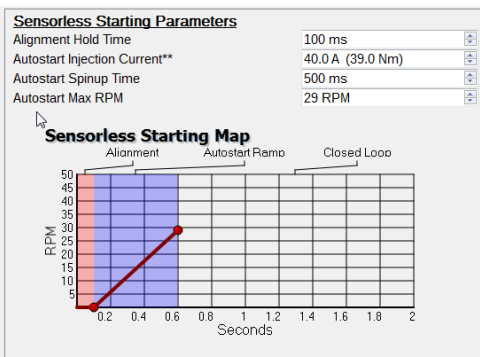 Sensorless Starting Parameters
Alignment Hold Time 100 ms
Autostart Injection Current** 40.0 A (39.0 Nm)
Autostart Spinup Time 500 ms
Autostart Max RPM 29 RPM
Sensorless Starting Map
Alignment Autostart Ramp Closed Loop
50
45
40
35
30
25
20
15
10
5
RPM
0.2 0.4 0.6 0.8 1 1.2 1.4 1.6 1.8 2
Seconds